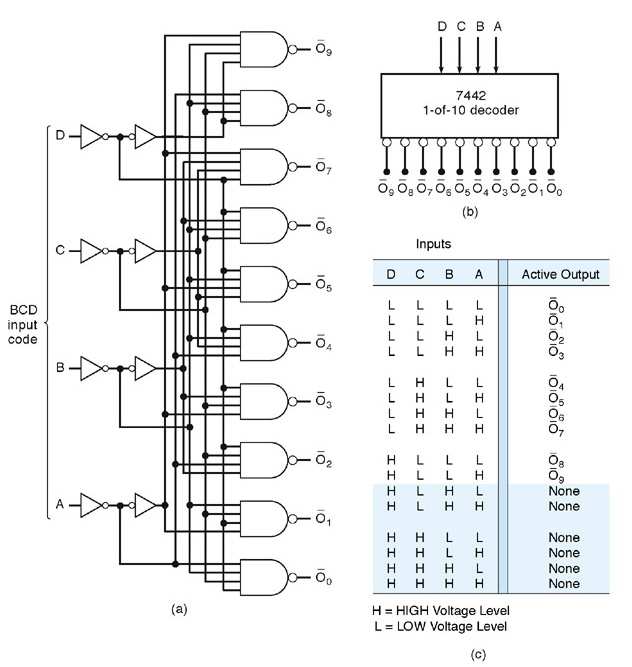 Ō₉
Ō₈
D
Ō₇
Ō₆
C
Ō₅
BCD
input
code
Ō₄
B
Ō₃
Ō₂
A
Ō₁
Ō₀
(a)
D C B A
7442
1-of-10 decoder
Ō₉ Ō₈ Ō₇ Ō₆ Ō₅ Ō₄ Ō₃ Ō₂ Ō₁ Ō₀
(b)
Inputs
D C B A Active Output
L L L L Ō₀
L L L H Ō₁
L L H L Ō₂
L L H H Ō₃
L H L L Ō₄
L H L H Ō₅
L H H L Ō₆
L H H H Ō₇
H L L L Ō₈
H L L H Ō₉
H L H L None
H L H H None
H H L L None
H H L H None
H H H L None
H H H H None
H = HIGH Voltage Level
L = LOW Voltage Level
(c)